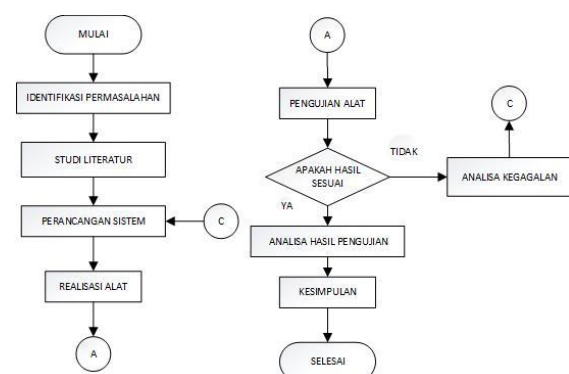 MULAI
IDENTIFIKASI PERMASALAHAN
STUDI LITERATUR
PERANCANGAN SISTEM
C
REALISASI ALAT
A
A
PENGUJIAN ALAT
APAKAH HASIL
SESUAI
TIDAK
YA
C
ANALISA KEGAGALAN
ANALISA HASIL PENGUJIAN
KESIMPULAN
SELESAI